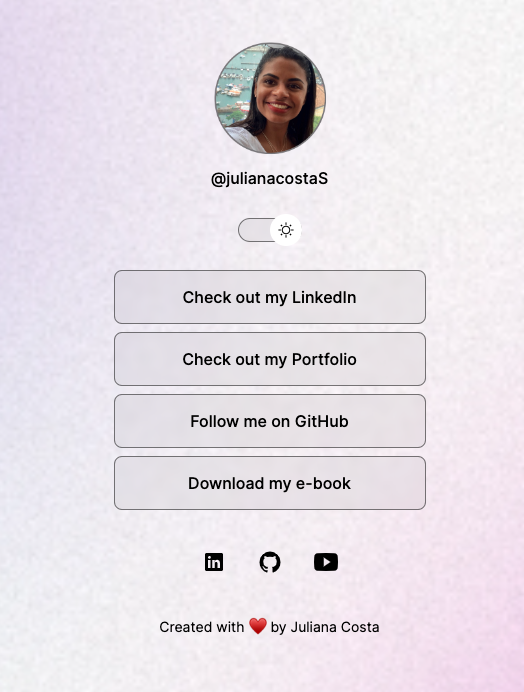 @julianacostaS
Check out my LinkedIn
Check out my Portfolio
Follow me on GitHub
Download my e-book
in
Created with ❤️ by Juliana Costa